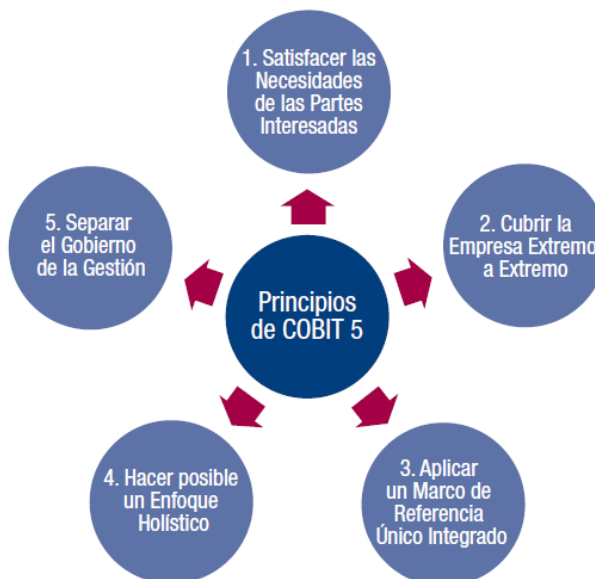 1. Satisfacer las
Necesidades
de las Partes
Interesadas
5. Separar
el Gobierno
de la Gestión
2. Cubrir la
Empresa Extremo
a Extremo
Principios
de COBIT 5
4. Hacer posible
un Enfoque
Holístico
3. Aplicar
un Marco de
Referencia
Único Integrado